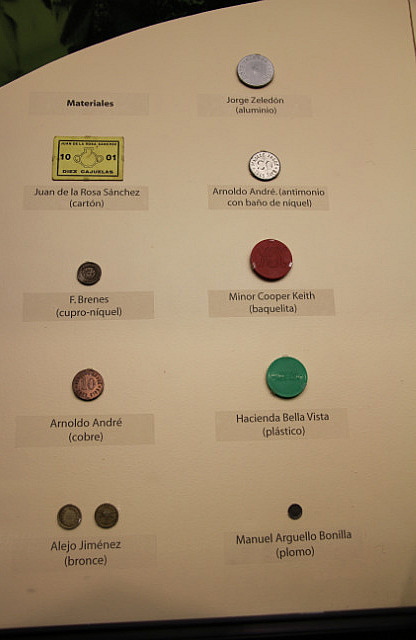 Materiales
JUAN DE LA ROSA SANCHEZ
10 01
DIEZ CAJUELAS
Juan de la Rosa Sánchez
(cartón)
F. Brenes
(cupro-níquel)
10
Arnoldo André
(cobre)
Alejo Jiménez
(bronce)
Jorge Zeledón
(aluminio)
Arnoldo André. (antimonio
con baño de níquel)
Minor Cooper Keith
(baquelita)
Hacienda Bella Vista
(plástico)
Manuel Arguello Bonilla
(plomo)